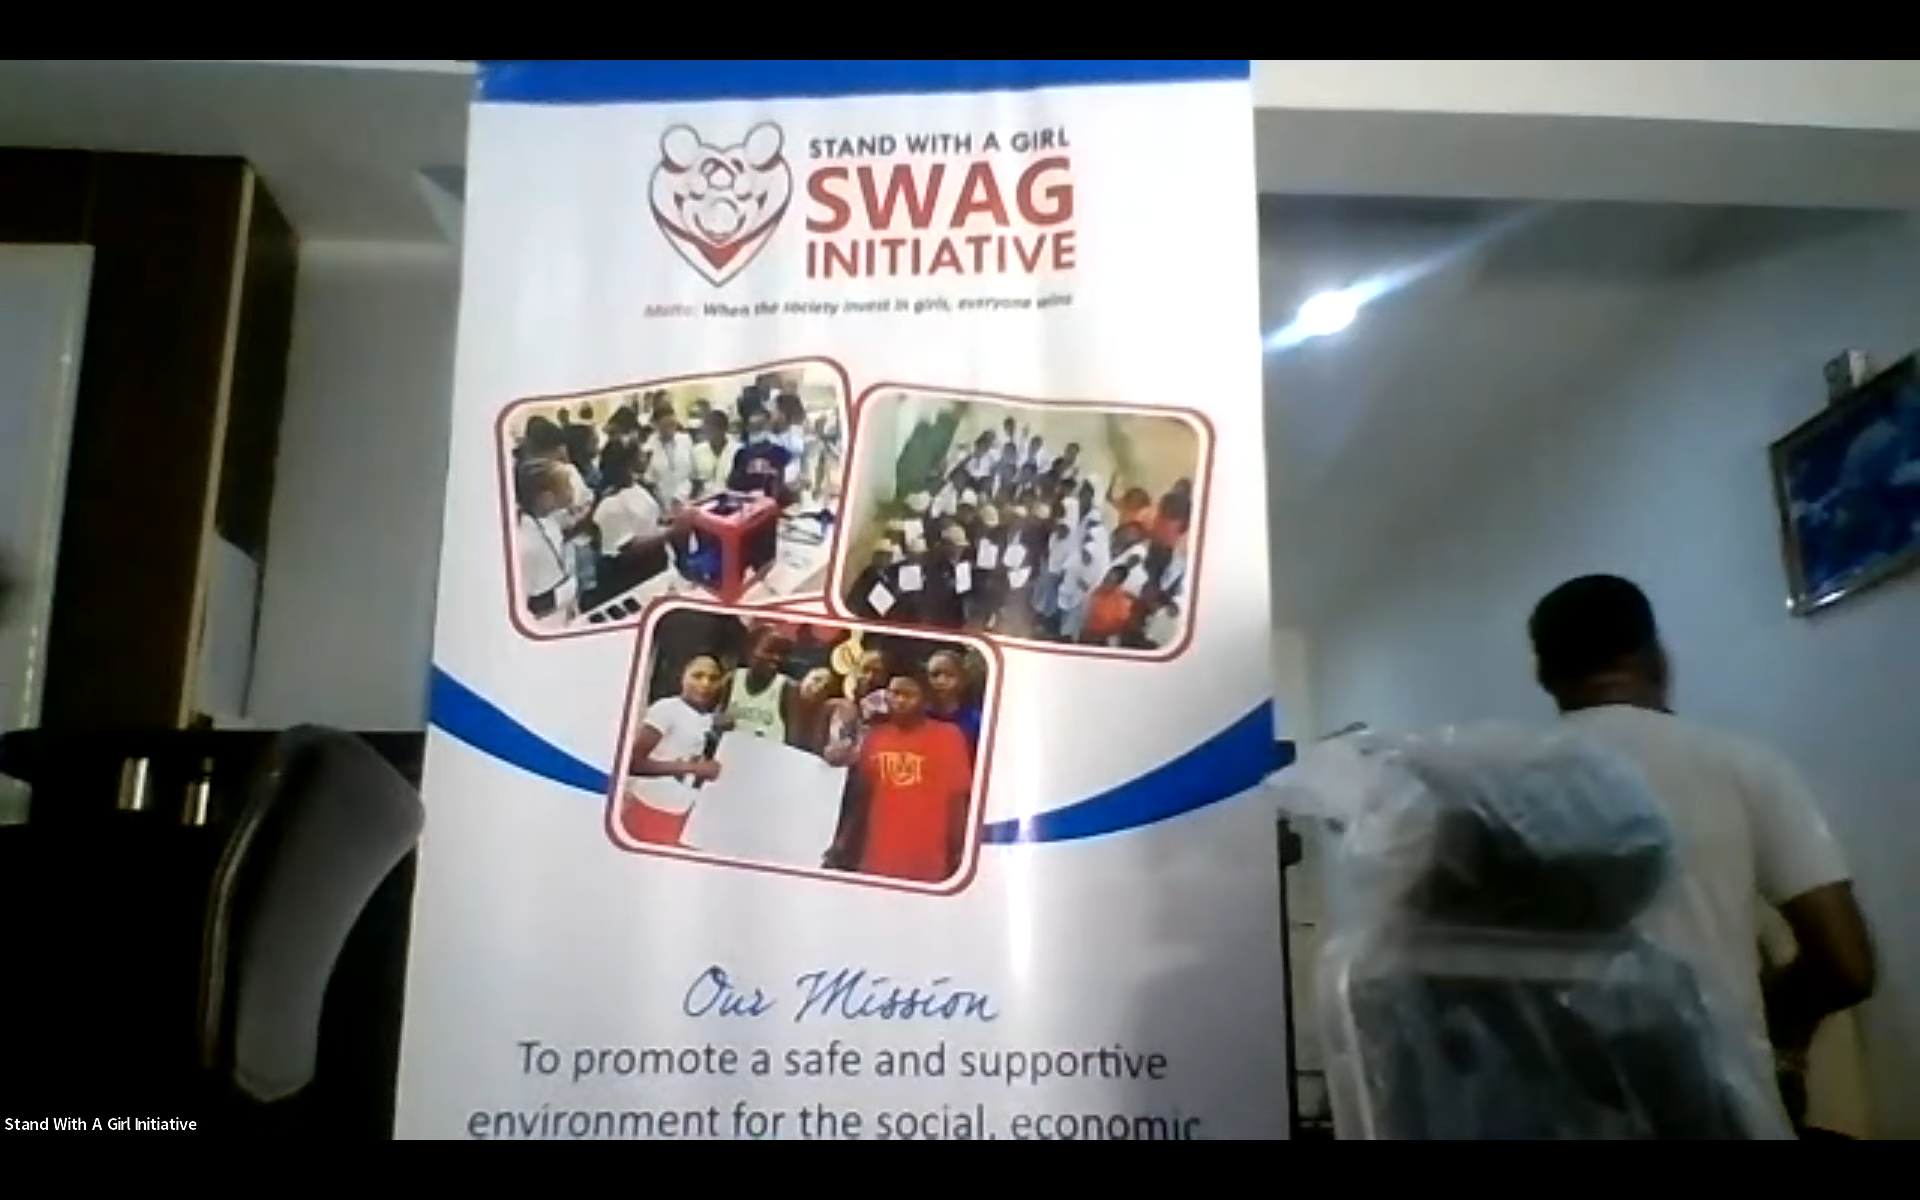 STAND WITH A GIRL
SWAG
INITIATIVE
Motto: When the society invest in girls, everyone wins
Our Mission
To promote a safe and supportive
environment for the social, economic
Stand With A Girl Initiative